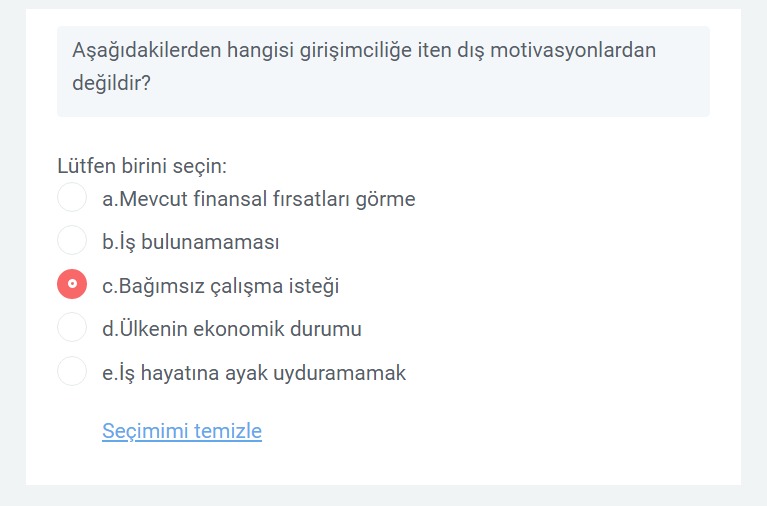 Aşağıdakilerden hangisi girişimciliğe iten dış motivasyonlardan
değildir?
Lütfen birini seçin:
a.Mevcut finansal fırsatları görme
b.İş bulunamaması
c.Bağımsız çalışma isteği
d.Ülkenin ekonomik durumu
e.İş hayatına ayak uyduramamak
Seçimimi temizle